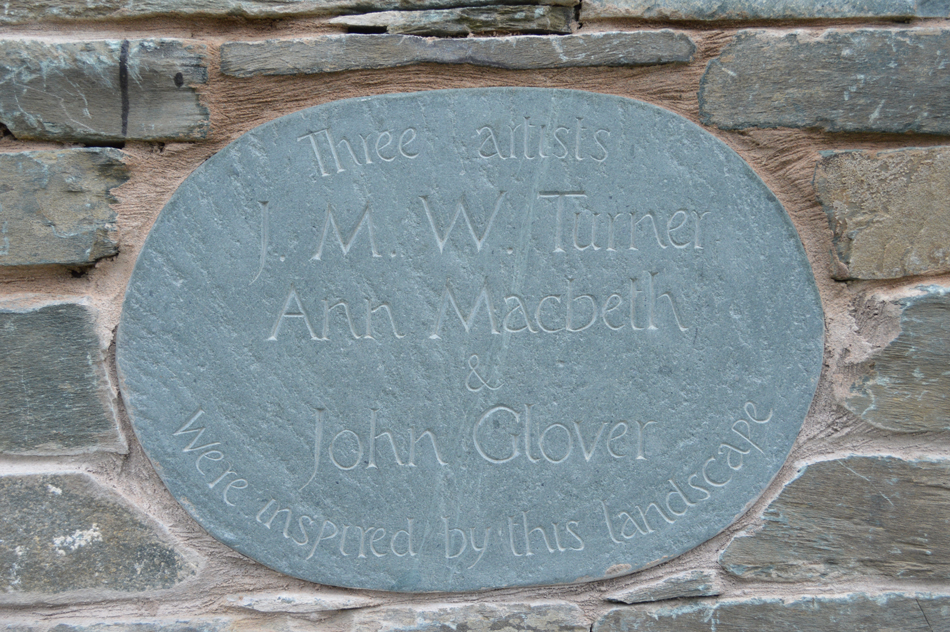 Three artists
J. M. W. Turner
Ann Macbeth
&
John Glover
Were inspired by this landscape